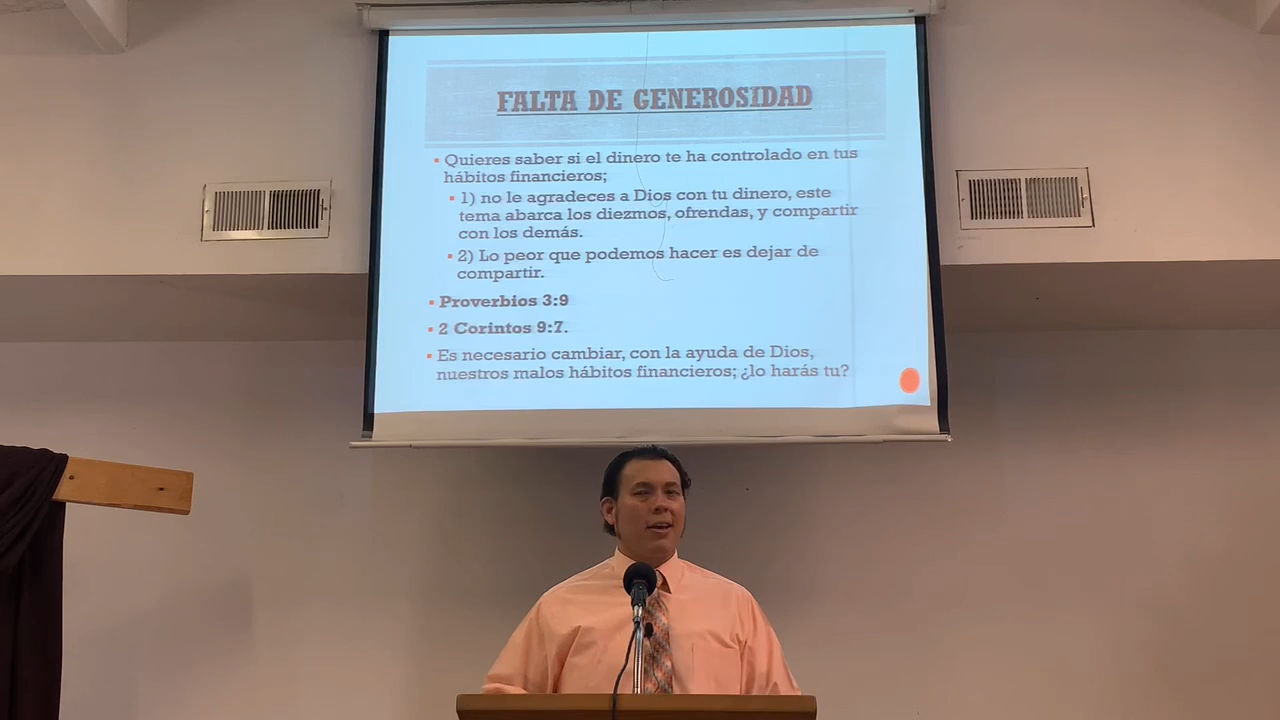 FALTA DE GENEROSIDAD
▪ Quieres saber si el dinero te ha controlado en tus
hábitos financieros;
▪ 1) no le agradeces a Dios con tu dinero, este
tema abarca los diezmos, ofrendas, y compartir
con los demás.
▪ 2) Lo peor que podemos hacer es dejar de
compartir.
▪ Proverbios 3:9
▪ 2 Corintos 9:7.
▪ Es necesario cambiar, con la ayuda de Dios,
nuestros malos hábitos financieros; ¿lo harás tu?